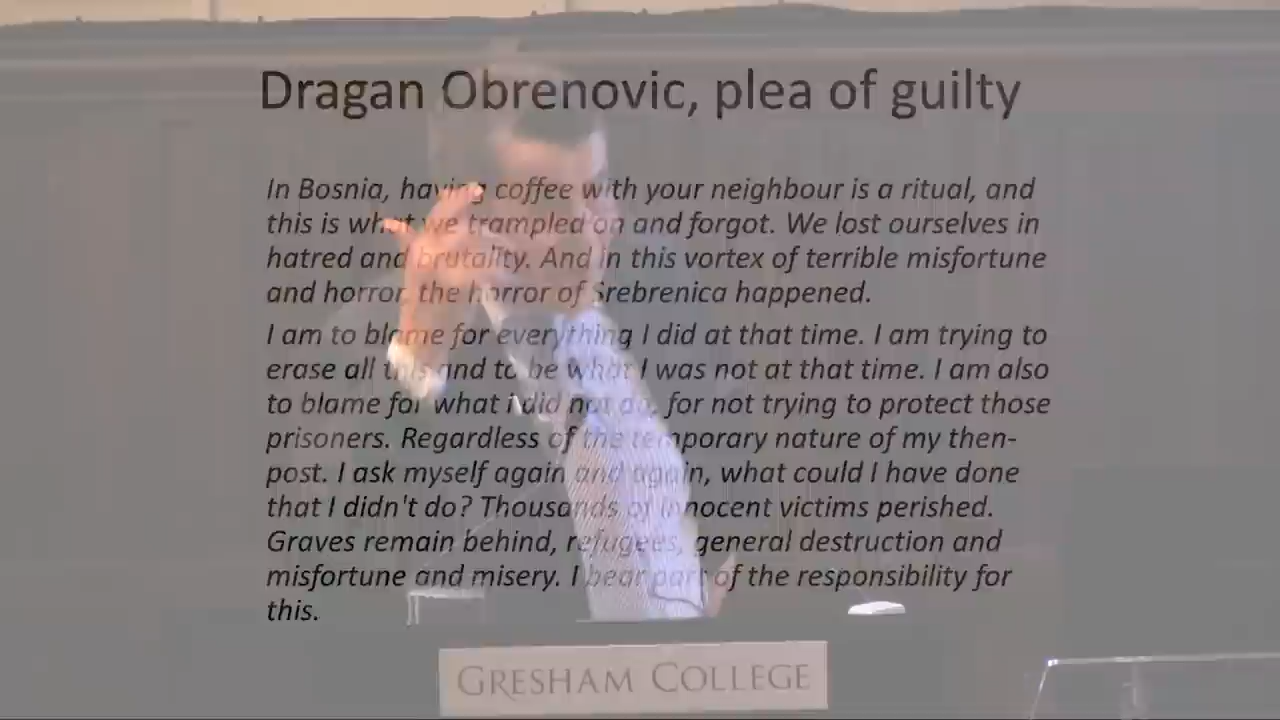 Dragan Obrenovic, plea of guilty
In Bosnia, having coffee with your neighbour is a ritual, and
this is what we trampled on and forgot. We lost ourselves in
hatred and brutality. And in this vortex of terrible misfortune
and horror, the horror of Srebrenica happened.
I am to blame for everything I did at that time. I am trying to
erase all this and to be what I was not at that time. I am also
to blame for what i did not do, for not trying to protect those
prisoners. Regardless of the temporary nature of my then-
post. I ask myself again and again, what could I have done
that I didn't do? Thousands of innocent victims perished.
Graves remain behind, refugees, general destruction and
misfortune and misery. I bear part of the responsibility for
this.
GRESHAM COLLEGE